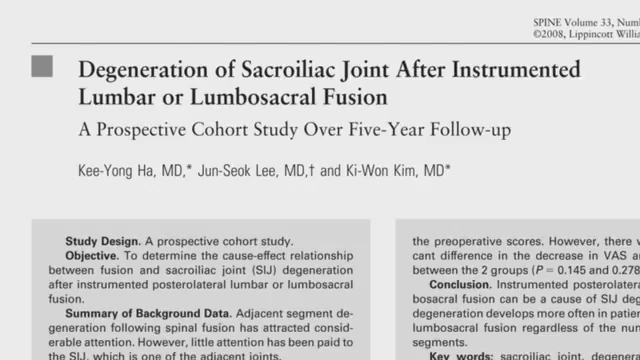 SPINE Volume 33, Num
©2008, Lippincott Willia
Degeneration of Sacroiliac Joint After Instrumented
Lumbar or Lumbosacral Fusion
A Prospective Cohort Study Over Five-Year Follow-up
Kee-Yong Ha, MD,* Jun-Seok Lee, MD,† and Ki-Won Kim, MD*
Study Design. A prospective cohort study.
Objective. To determine the cause-effect relationship
between fusion and sacroiliac joint (SIJ) degeneration
after instrumented posterolateral lumbar or lumbosacral
fusion.
Summary of Background Data. Adjacent segment de-
generation following spinal fusion has attracted consid-
erable attention. However, little attention has been paid to
the SIJ, which is one of the adjacent joints.
the preoperative scores. However, there w
cant difference in the decrease in VAS a
between the 2 groups (P = 0.145 and 0.278
Conclusion. Instrumented posterolatera
bosacral fusion can be a cause of SIJ deg
degeneration develops more often in patien
lumbosacral fusion regardless of the num
segments.
Key words: sacroiliac joint, degenera